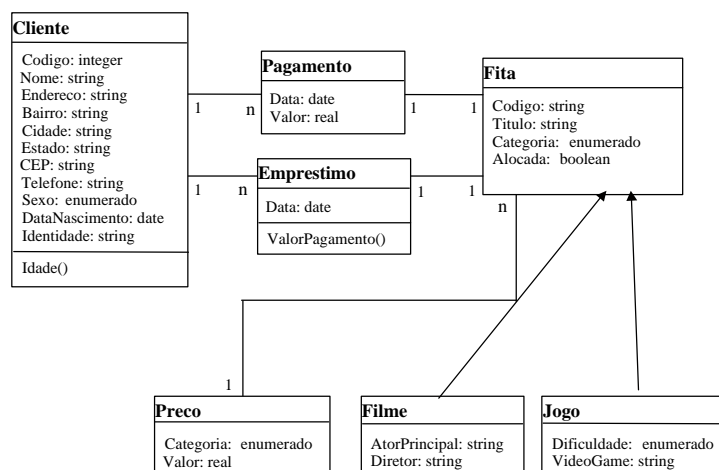 Cliente
Codigo: integer
Nome: string
Endereco: string
Bairro: string
Cidade: string
Estado: string
CEP: string
Telefone: string
Sexo: enumerado
DataNascimento: date
Identidade: string
Idade()
1
n
Pagamento
Data: date
Valor: real
1
1
1
n
Emprestimo
Data: date
ValorPagamento()
1
1
Fita
Codigo: string
Titulo: string
Categoria: enumerado
Alocada: boolean
n
1
Preco
Categoria: enumerado
Valor: real
Filme
AtorPrincipal: string
Diretor: string
Jogo
Dificuldade: enumerado
VideoGame: string